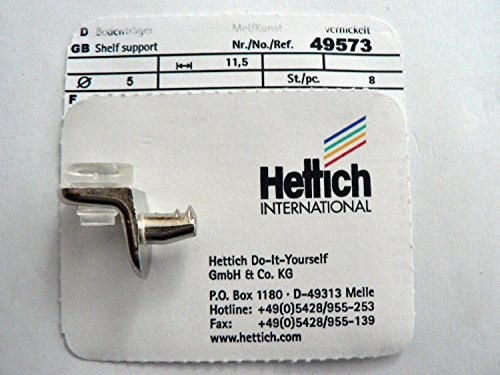 D Bodenträger Met/Kunst vernickelt
GB Shelf support Nr./No./Ref. 49573
11,5
Ø 5 St./pc. 8
F
Hettich
INTERNATIONAL
Hettich Do-It-Yourself
GmbH & Co. KG
P.O. Box 1180 · D-49313 Melle
Hotline: +49(0)5428/955-253
Fax: +49(0)5428/955-139
www.hettich.com